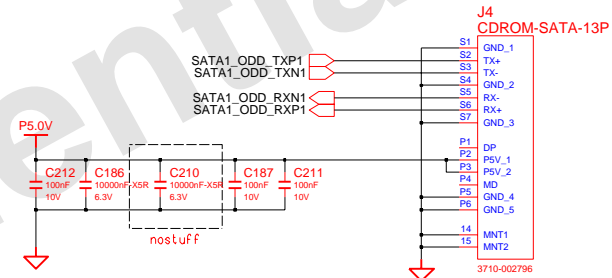 J4
CDROM-SATA-13P
S1 GND_1
SATA1_ODD_TXP1 S2 TX+
SATA1_ODD_TXN1 S3 TX-
S4 GND_2
SATA1_ODD_RXN1 S5 RX-
SATA1_ODD_RXP1 S6 RX+
S7 GND_3
P5.0V
P1 DP
P2 P5V_1
P3 P5V_2
P4 MD
P5 GND_4
P6 GND_5
C212 C186 C210 C187 C211
100nF 10000nF-X5R 10000nF-X5R 100nF 100nF
10V 6.3V 6.3V 10V 10V
nostuff
14 MNT1
15 MNT2
3710-002796